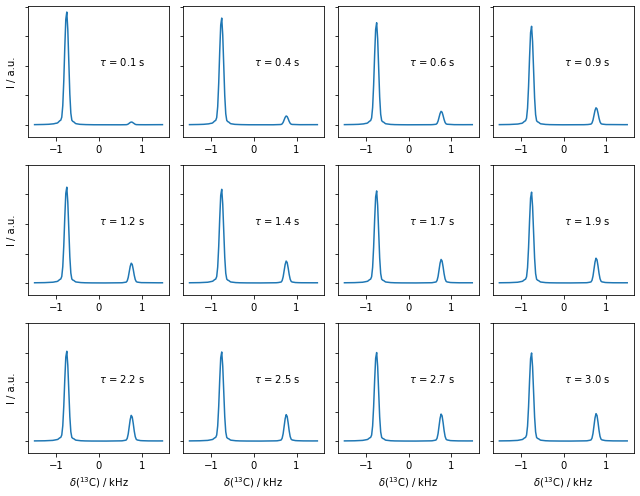 I / a.u.
τ = 0.1 s
τ = 0.4 s
τ = 0.6 s
τ = 0.9 s
−1 0 1 −1 0 1 −1 0 1 −1 0 1
I / a.u.
τ = 1.2 s
τ = 1.4 s
τ = 1.7 s
τ = 1.9 s
−1 0 1 −1 0 1 −1 0 1 −1 0 1
I / a.u.
τ = 2.2 s
τ = 2.5 s
τ = 2.7 s
τ = 3.0 s
−1 0 1 −1 0 1 −1 0 1 −1 0 1
δ(¹³C) / kHz
δ(¹³C) / kHz
δ(¹³C) / kHz
δ(¹³C) / kHz